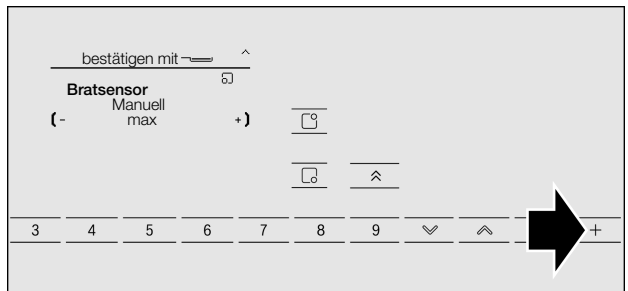 bestätigen mit
Bratsensor
Manuell
- max +
3 4 5 6 7 8 9 +